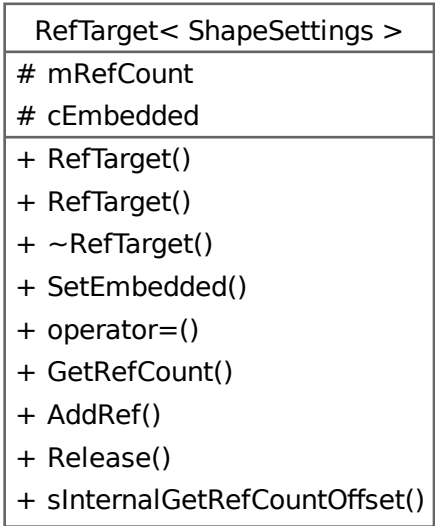 RefTarget< ShapeSettings >
# mRefCount
# cEmbedded
+ RefTarget()
+ RefTarget()
+ ~RefTarget()
+ SetEmbedded()
+ operator=()
+ GetRefCount()
+ AddRef()
+ Release()
+ sInternalGetRefCountOffset()